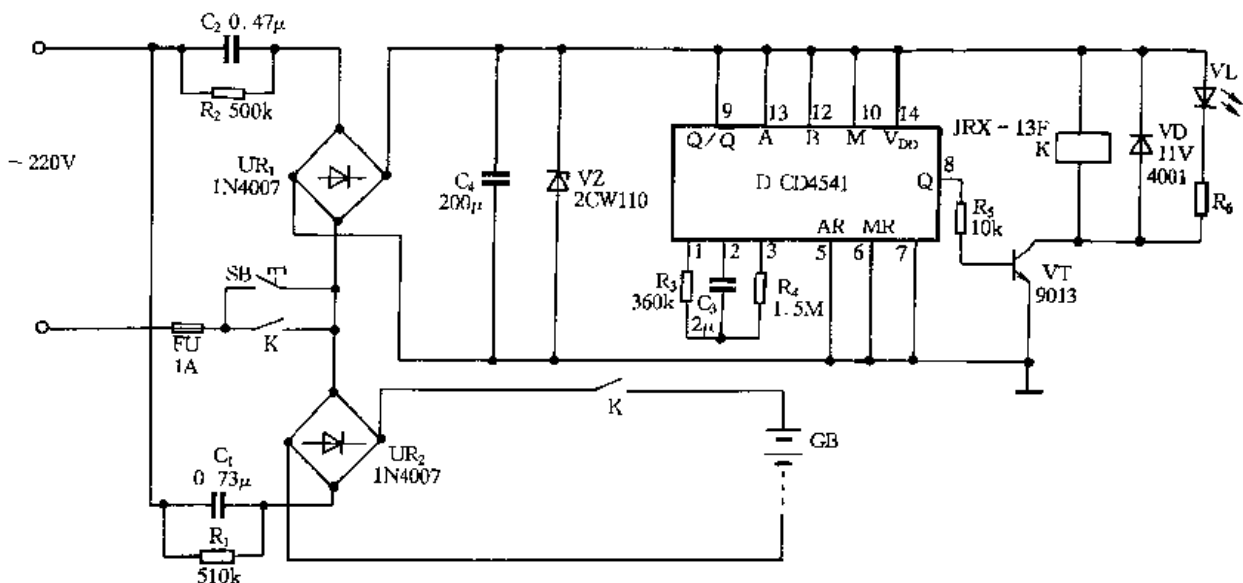 C₂ 0.47μ
R₂ 500k
~220V
UR₁
1N4007
C₄
200μ
VZ
2CW110
9 13 12 10 14
Q/Q A B M V_DD
D CD4541
Q
8
AR MR
1 2 3 5 6 7
R₃
360k
C₃
2μ
R₄
1.5M
R₅
10k
VT
9013
JRX-13F
K
VD
11V
4001
VL
R₆
SB
K
FU
1A
K
GB
UR₂
1N4007
C₁
0 73μ
R₁
510k